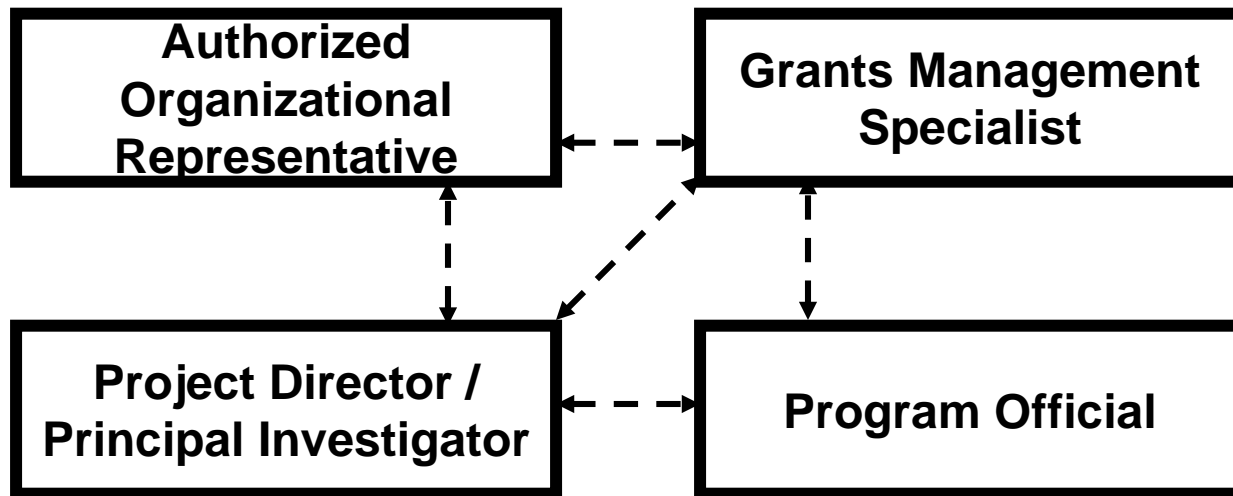 Authorized
Organizational
Representative
Grants Management
Specialist
Project Director /
Principal Investigator
Program Official